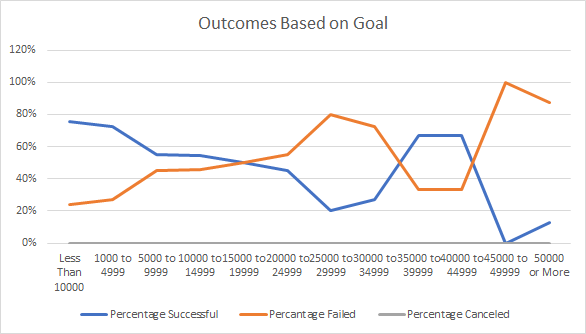 Outcomes Based on Goal
120%
100%
80%
60%
40%
20%
0%
Less Than 10000
1000 to 4999
5000 to 9999
10000 to 14999
15000 to 19999
20000 to 24999
25000 to 29999
30000 to 34999
35000 to 39999
40000 to 44999
45000 to 49999
50000 or More
Percentage Successful
Percentage Failed
Percentage Canceled